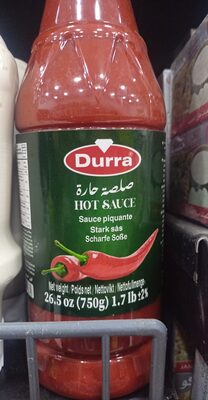 Durra
صلصة حارة
HOT SAUCE
Sauce piquante
Stark sås
Scharfe Soße
Net weight / Poids net / Nettovikt / Nettofullmenge
26.5 oz (750g) 1.7 lb ±2%